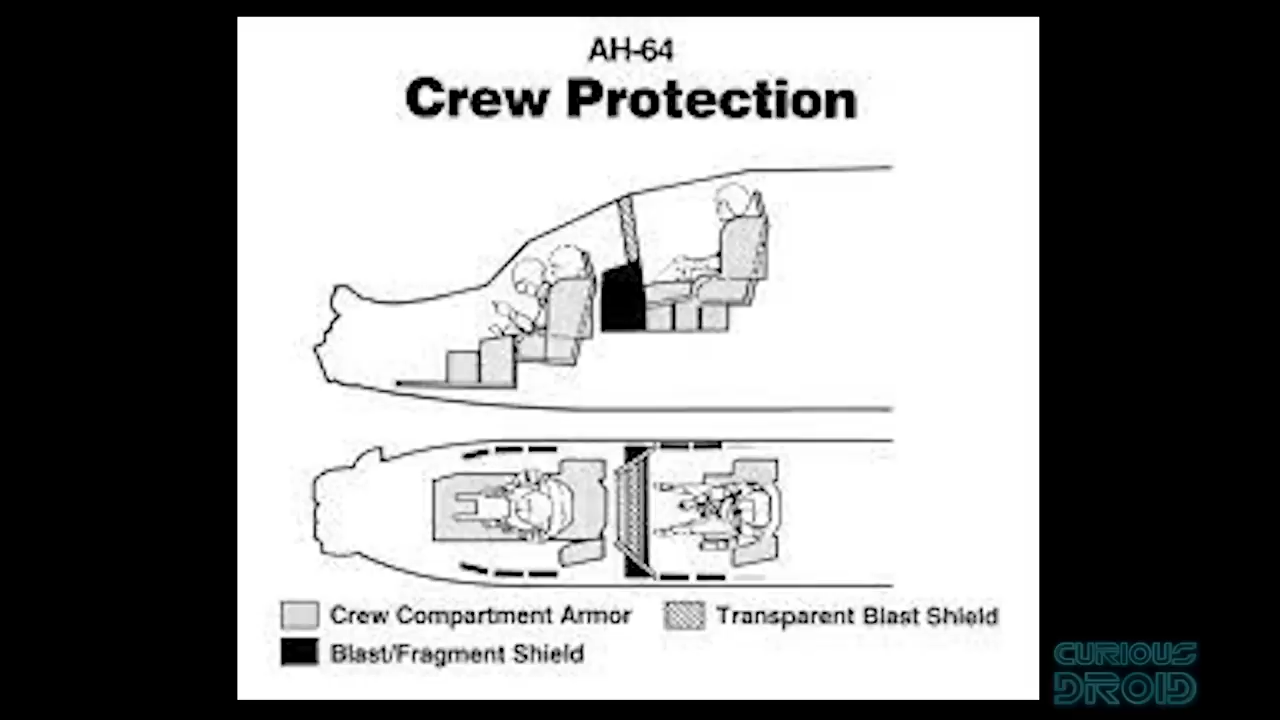 AH-64
Crew Protection
Crew Compartment Armor
Transparent Blast Shield
Blast/Fragment Shield
CURIOUS
DROID